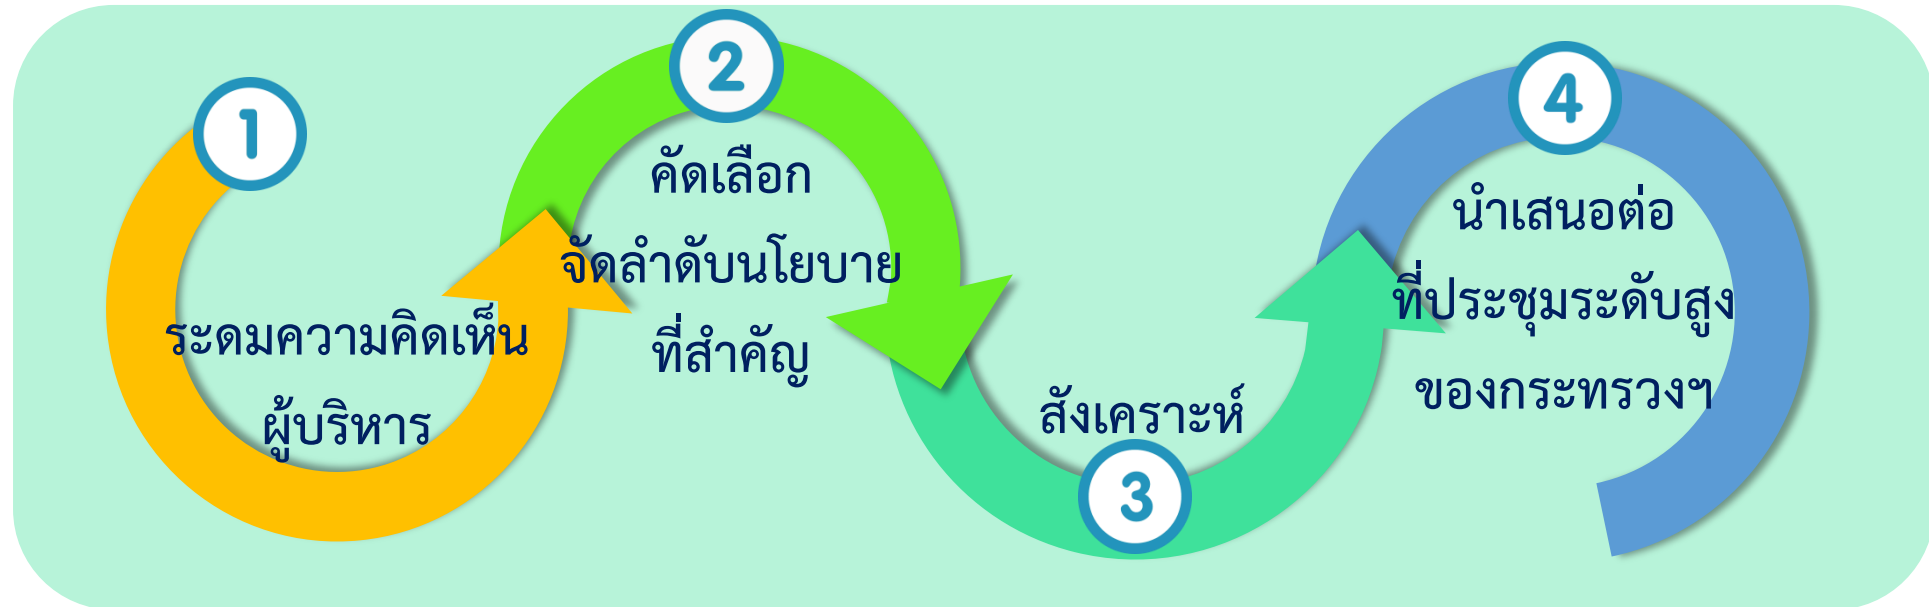 1
ระดมความคิดเห็น
ผู้บริหาร
2
คัดเลือก
จัดลำดับนโยบาย
ที่สำคัญ
สังเคราะห์
3
4
นำเสนอต่อ
ที่ประชุมระดับสูง
ของกระทรวงฯ